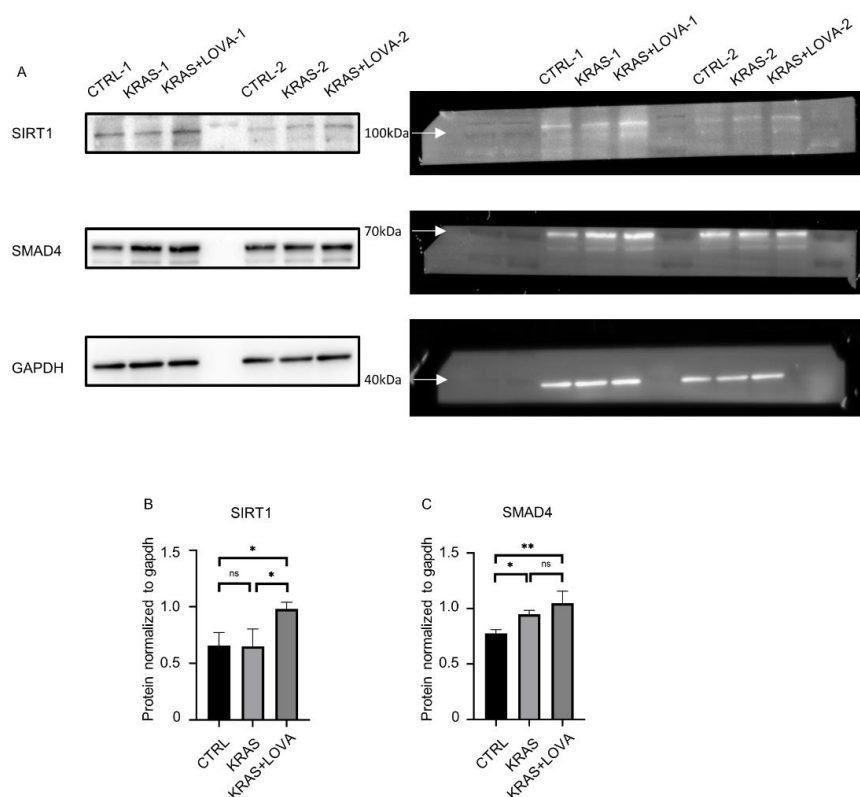 A
CTRL-1 KRAS-1 KRAS+LOVA-1 CTRL-2 KRAS-2 KRAS+LOVA-2
CTRL-1 KRAS-1 KRAS+LOVA-1 CTRL-2 KRAS-2 KRAS+LOVA-2
SIRT1
100kDa
SMAD4
70kDa
GAPDH
40kDa
B
SIRT1
Protein normalized to gapdh
1.5
1.0
0.5
0
*
ns
*
CTRL
KRAS
KRAS+LOVA
C
SMAD4
Protein normalized to gapdh
1.5
1.0
0.5
0
**
*
ns
CTRL
KRAS
KRAS+LOVA